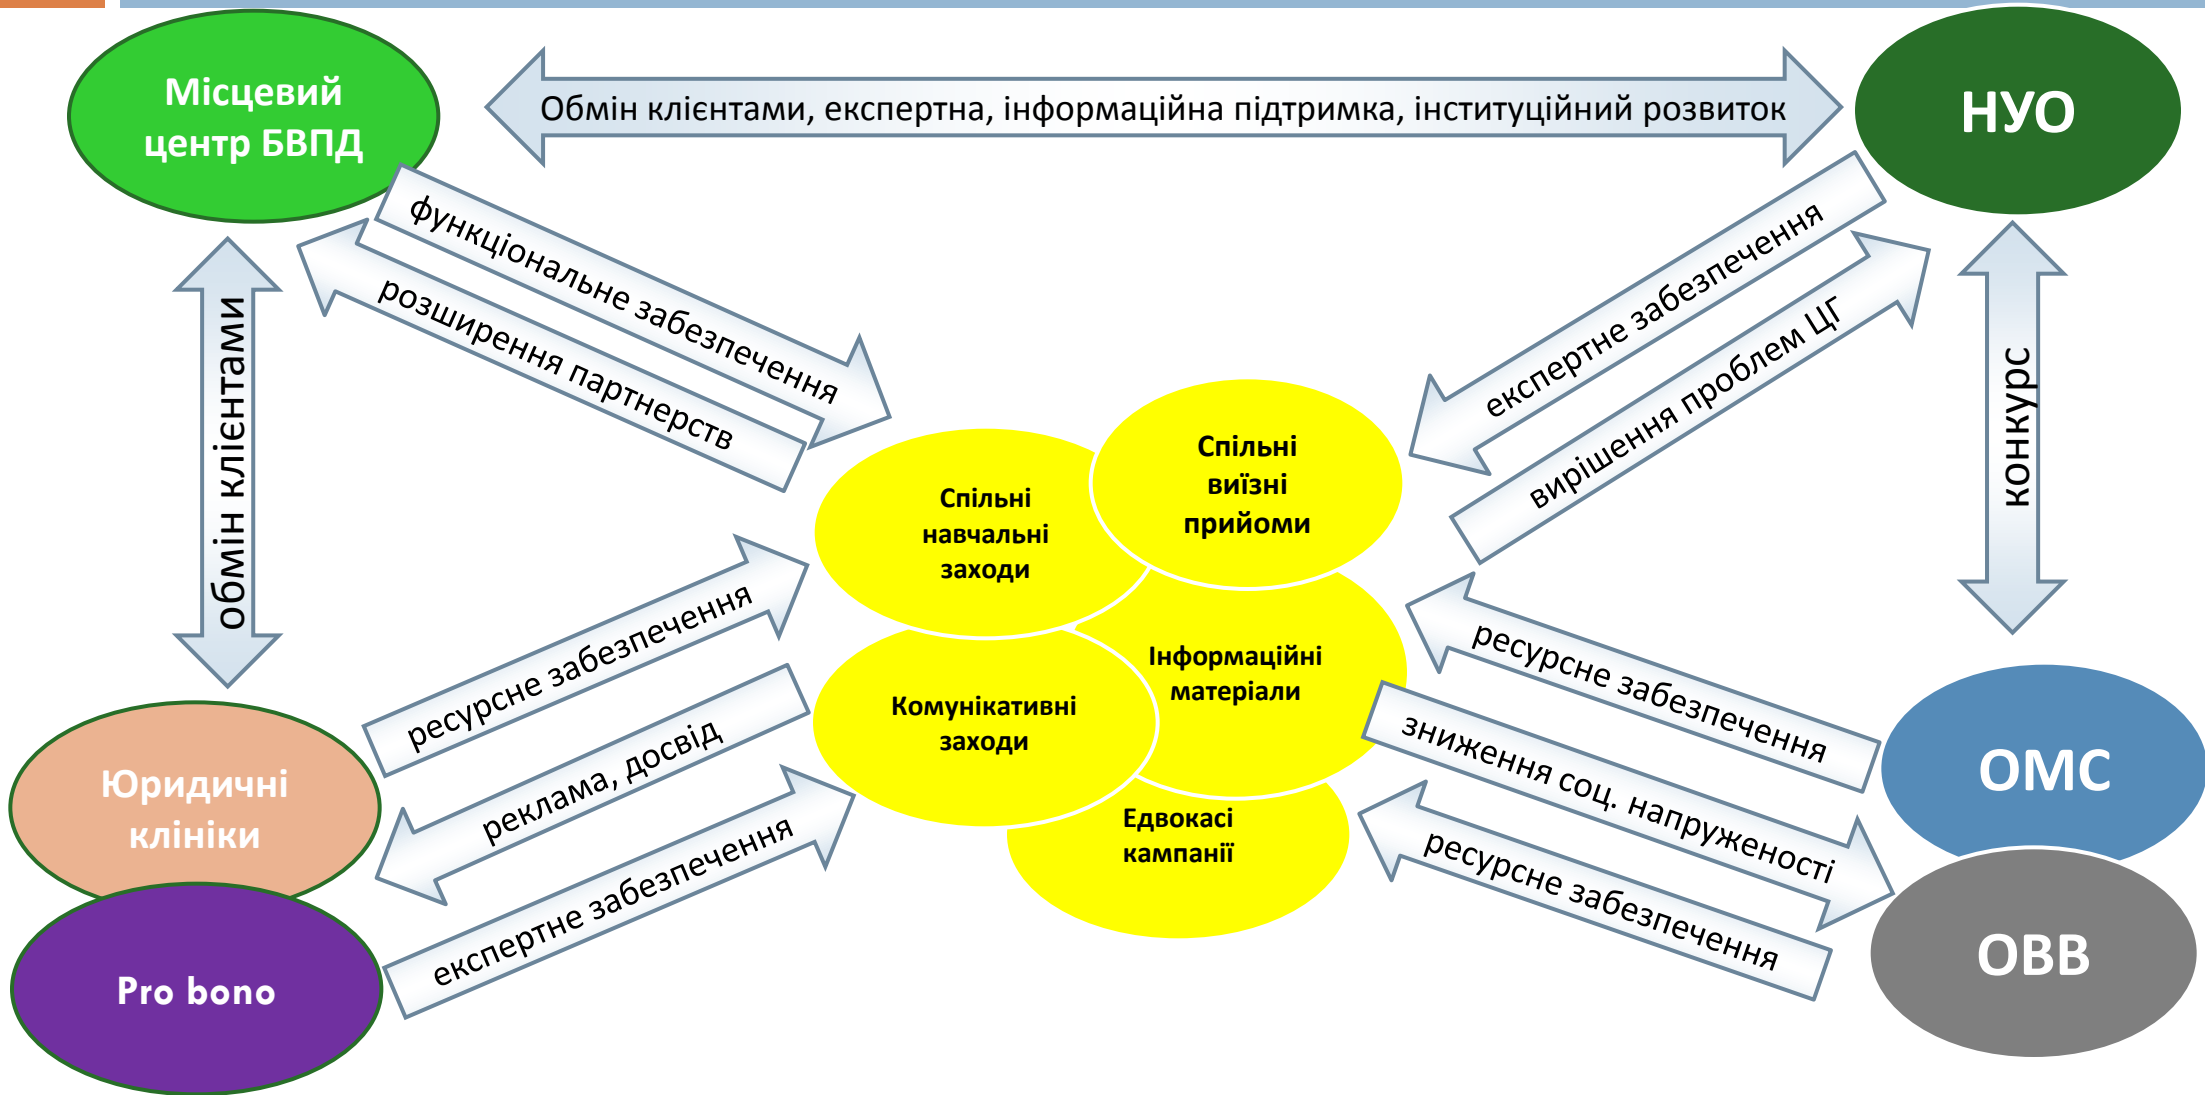 Місцевий
центр БВПД
Обмін клієнтами, експертна, інформаційна підтримка, інституційний розвиток
НУО
функціональне забезпечення
розширення партнерств
експертне забезпечення
вирішення проблем ЦГ
обмін клієнтами
конкурс
Спільні
виїзні
прийоми
Спільні
навчальні
заходи
Інформаційні
матеріали
Комунікативні
заходи
Едвокасі
кампанії
ресурсне забезпечення
реклама, досвід
експертне забезпечення
ресурсне забезпечення
зниження соц. напруженості
ресурсне забезпечення
Юридичні
клініки
Pro bono
ОМС
ОВВ